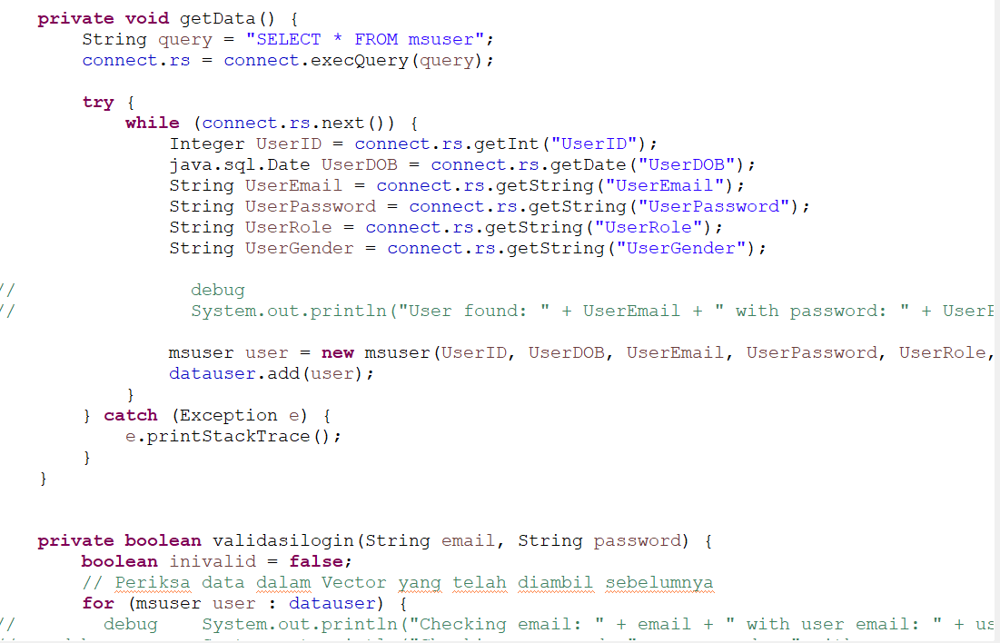 private void getData() {
String query = "SELECT * FROM msuser";
connect.rs = connect.execQuery(query);
try {
while (connect.rs.next()) {
Integer UserID = connect.rs.getInt("UserID");
java.sql.Date UserDOB = connect.rs.getDate("UserDOB");
String UserEmail = connect.rs.getString("UserEmail");
String UserPassword = connect.rs.getString("UserPassword");
String UserRole = connect.rs.getString("UserRole");
String UserGender = connect.rs.getString("UserGender");
// debug
// System.out.println("User found: " + UserEmail + " with password: " +
msuser user = new msuser(UserID, UserDOB, UserEmail, UserPassword, UserRole,
datauser.add(user);
}
} catch (Exception e) {
e.printStackTrace();
}
}
private boolean validasilogin(String email, String password) {
boolean inivalid = false;
// Periksa data dalam Vector yang telah diambil sebelumnya
for (msuser user : datauser) {
// debug System.out.println("Checking email: " + email + " with user email: " +